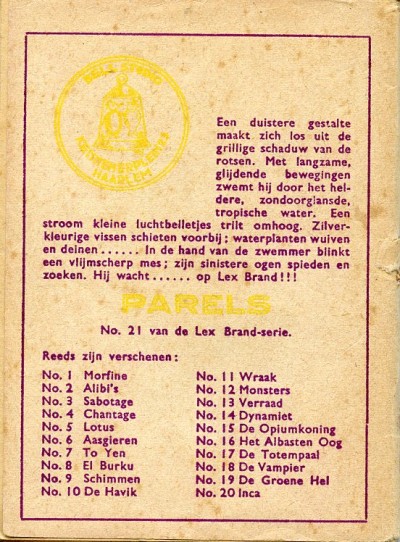 BELL STUDIO
HAARLEM
Een duistere gestalte
maakt zich los uit de
grillige schaduw van de
rotsen. Met langzame,
glijdende bewegingen
zwemt hij door het hel-
dere, zondoorglansde,
tropische water. Een
stroom kleine luchtbelletjes trilt omhoog. Zilver-
kleurige vissen schieten voorbij; waterplanten wuiven
en deinen...... In de hand van de zwemmer blinkt
een vlijmscherp mes; zijn sinistere ogen spieden en
zoeken. Hij wacht...... op Lex Brand!!!
PARELS
No. 21 van de Lex Brand-serie.
Reeds zijn verschenen:
No. 1 Morfine
No. 2 Alibi's
No. 3 Sabotage
No. 4 Chantage
No. 5 Lotus
No. 6 Aasgieren
No. 7 To Yen
No. 8 El Burku
No. 9 Schimmen
No. 10 De Havik
No. 11 Wraak
No. 12 Monsters
No. 13 Verraad
No. 14 Dynamiet
No. 15 De Opiumkoning
No. 16 Het Albasten Oog
No. 17 De Totempaal
No. 18 De Vampier
No. 19 De Groene Hel
No. 20 Inca